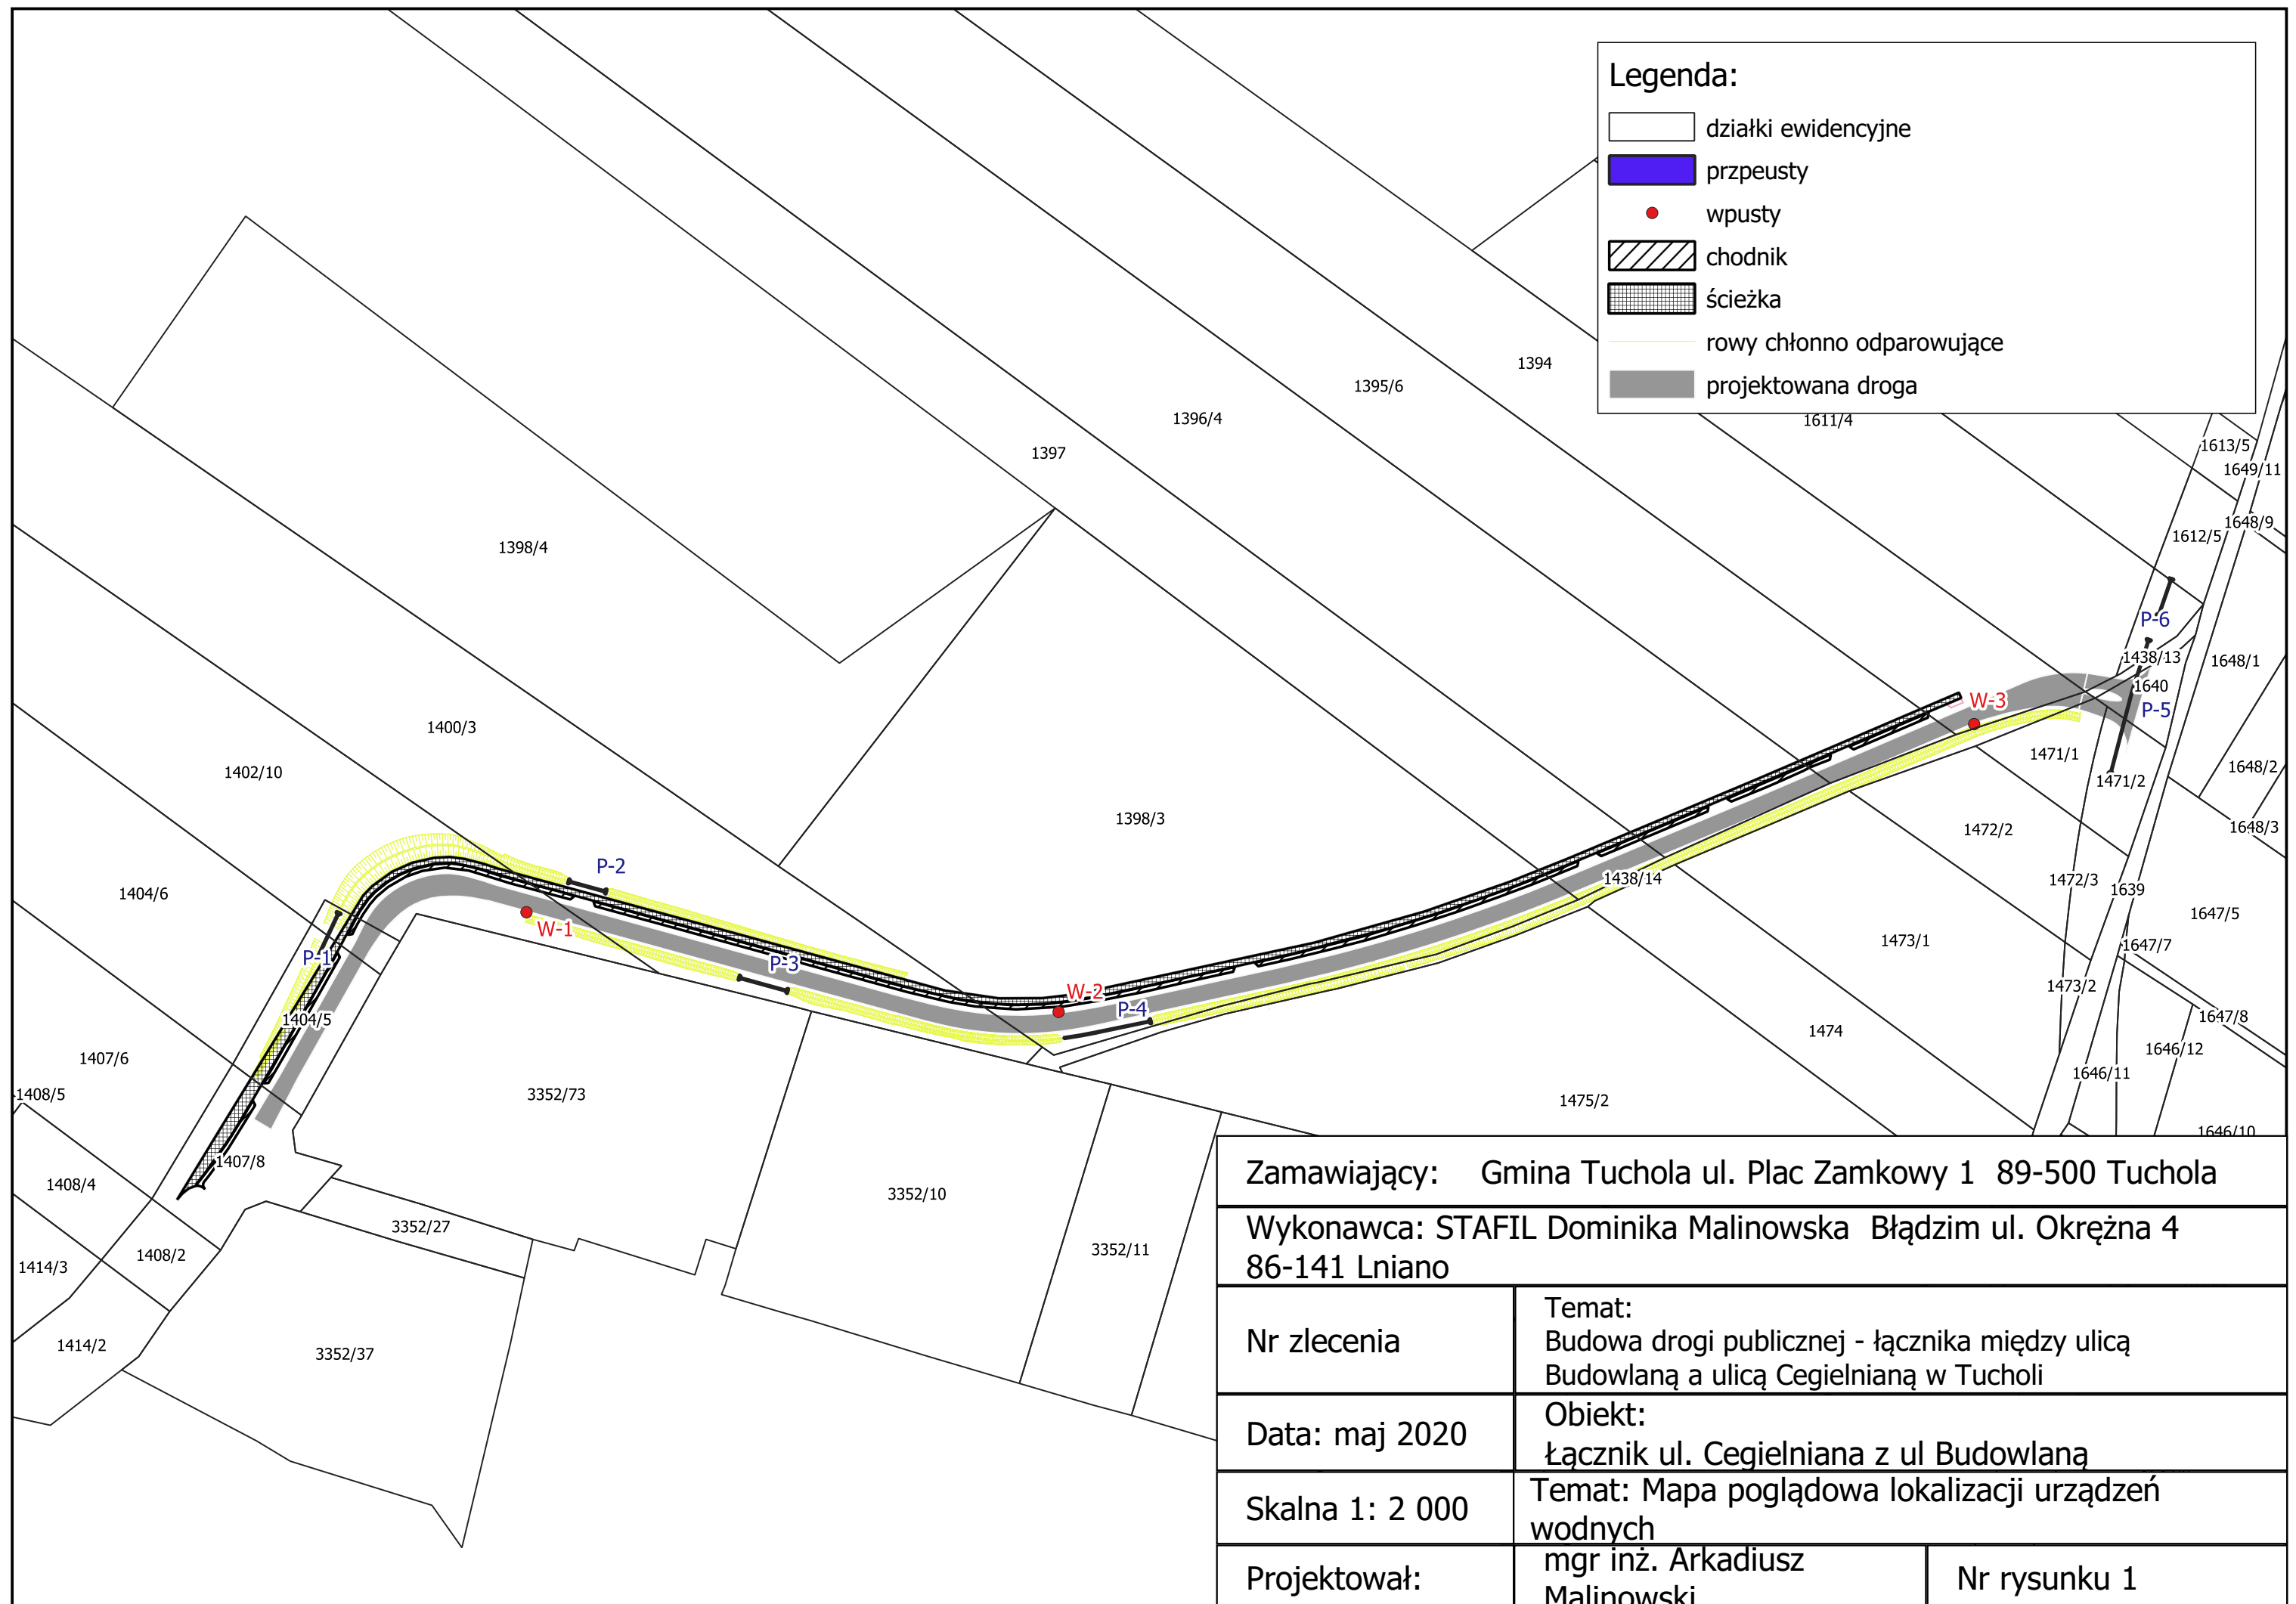 Legenda:
działki ewidencyjne
przpeusty
wpusty
chodnik
ścieżka
rowy chłonno odparowujące
projektowana droga
1394
1395/6
1396/4
1611/4
1397
1613/5
1649/11
1648/9
1612/5
1398/4
P-6
1438/13
1648/1
1640
W-3
P-5
1400/3
1471/1
1402/10
1648/2
1471/2
1398/3
1648/3
1472/2
P-2
1438/14
1472/3
1639
1404/6
1647/5
W-1
1473/1
1647/7
P-1
P-3
1473/2
W-2
P-4
1647/8
1404/5
1474
1646/12
1407/6
1646/11
1408/5
3352/73
1475/2
1646/10
1407/8
1408/4
3352/10
3352/27
1408/2
3352/11
1414/3
1414/2
3352/37
Zamawiający: Gmina Tuchola ul. Plac Zamkowy 1 89-500 Tuchola
Wykonawca: STAFIL Dominika Malinowska Błądzim ul. Okrężna 4
86-141 Lniano
Nr zlecenia
Temat:
Budowa drogi publicznej - łącznika między ulicą
Budowlaną a ulicą Cegielnianą w Tucholi
Data: maj 2020
Obiekt:
Łącznik ul. Cegielniana z ul Budowlaną
Skalna 1: 2 000
Temat: Mapa poglądowa lokalizacji urządzeń
wodnych
Projektował:
mgr inż. Arkadiusz
Malinowski
Nr rysunku 1